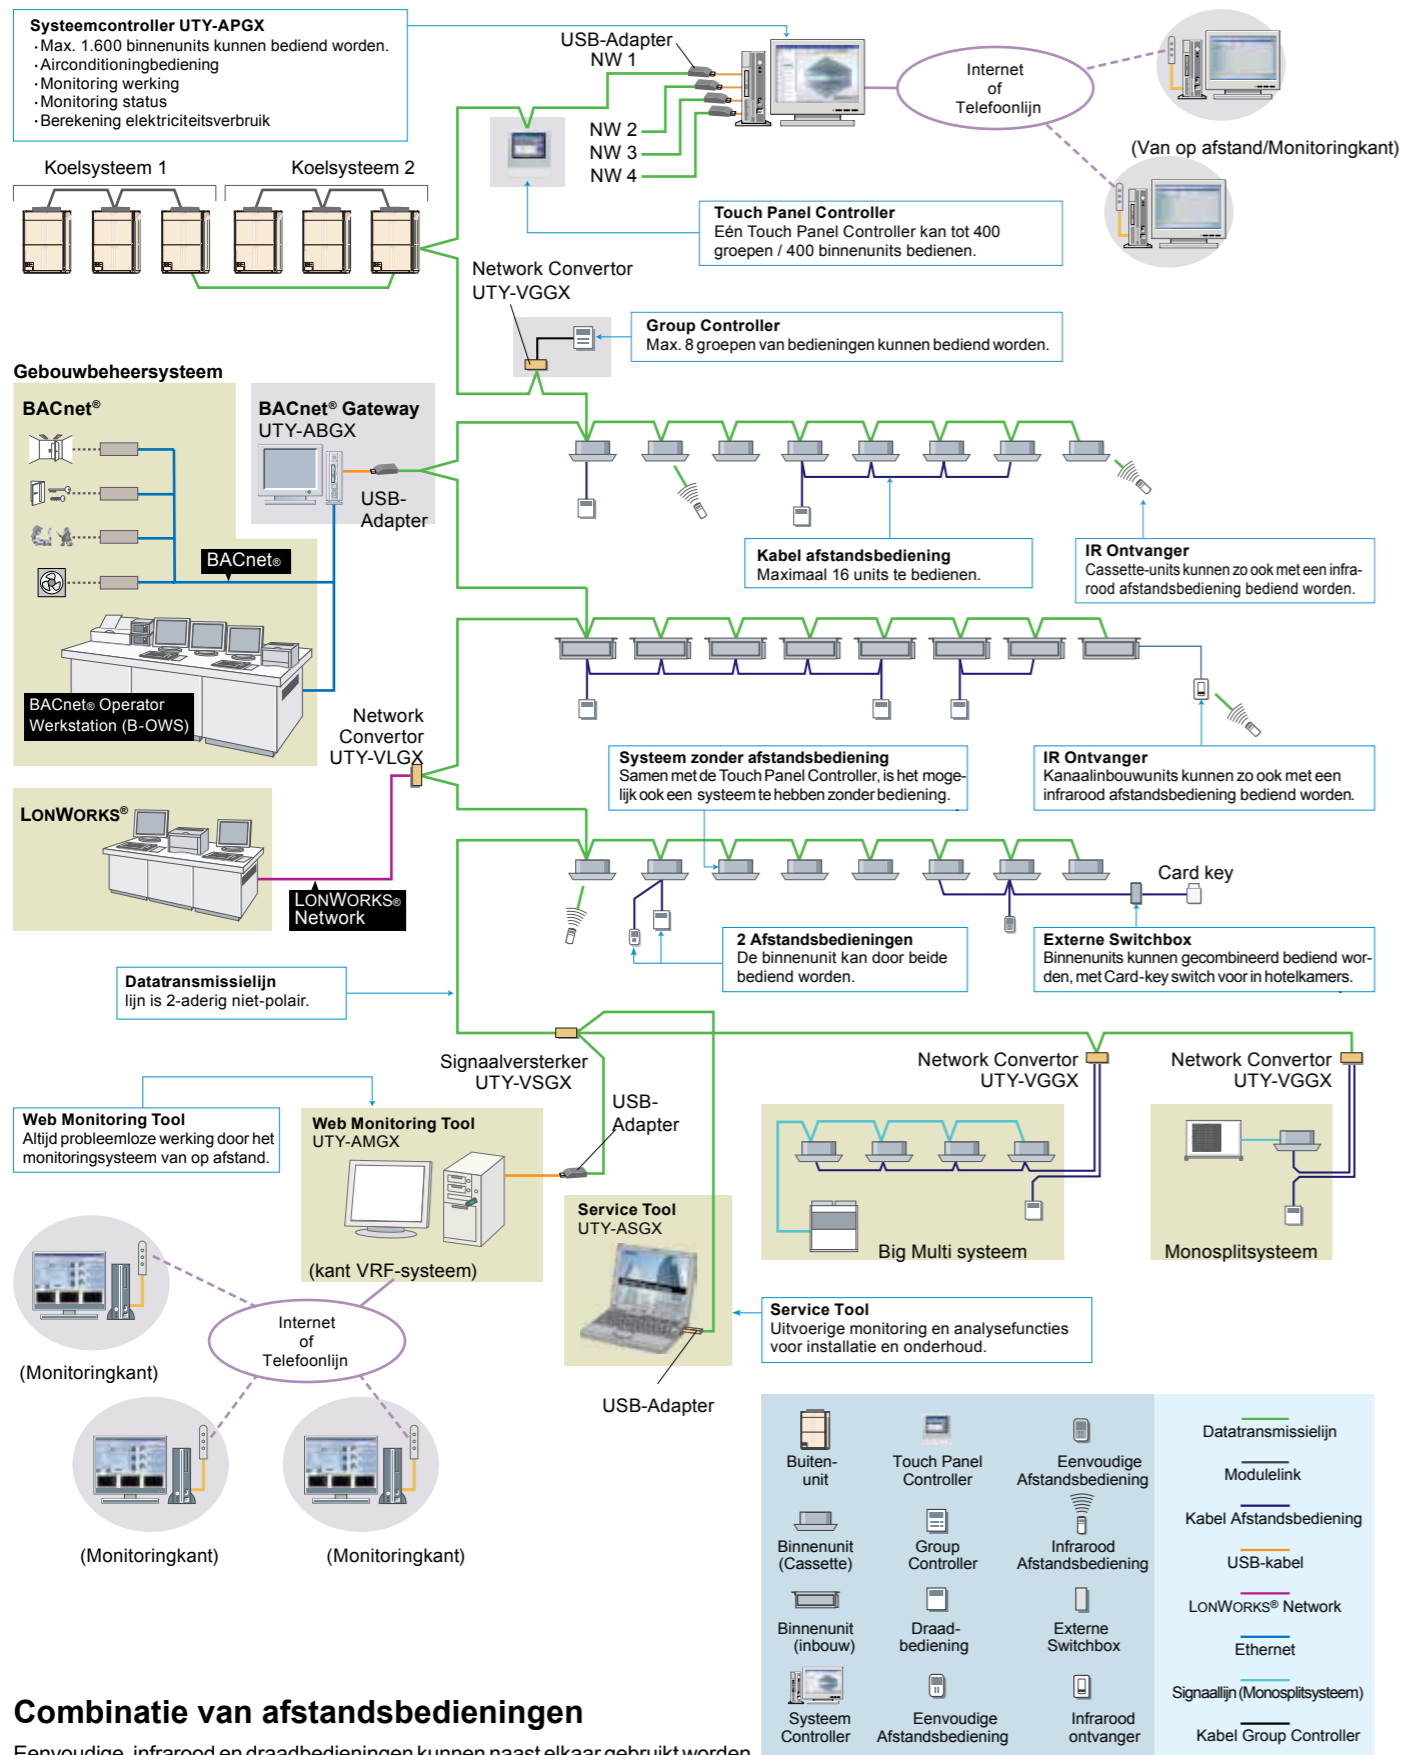 Systeemcontroller UTY-APGX
· Max. 1.600 binnenunits kunnen bediend worden.
· Airconditioningbediening
· Monitoring werking
· Monitoring status
· Berekening elektriciteitsverbruik
USB-Adapter
NW 1
NW 2
NW 3
NW 4
Internet
of
Telefoonlijn
(Van op afstand/Monitoringkant)
Koelsysteem 1
Koelsysteem 2
Touch Panel Controller
Eén Touch Panel Controller kan tot 400
groepen / 400 binnenunits bedienen.
Network Convertor
UTY-VGGX
Group Controller
Max. 8 groepen van bedieningen kunnen bediend worden.
Gebouwbeheersysteem
BACnet®
BACnet® Gateway
UTY-ABGX
USB-
Adapter
BACnet®
Kabel afstandsbediening
Maximaal 16 units te bedienen.
IR Ontvanger
Cassette-units kunnen zo ook met een infra-
rood afstandsbediening bediend worden.
BACnet® Operator
Werkstation (B-OWS)
Network
Convertor
UTY-VLGX
Systeem zonder afstandsbediening
Samen met de Touch Panel Controller, is het moge-
lijk ook een systeem te hebben zonder bediening.
IR Ontvanger
Kanaalinbouwunits kunnen zo ook met een
infrarood afstandsbediening bediend worden.
LONWORKS®
LONWORKS®
Network
Card key
2 Afstandsbedieningen
De binnenunit kan door beide
bediend worden.
Externe Switchbox
Binnenunits kunnen gecombineerd bediend wor-
den, met Card-key switch voor in hotelkamers.
Datatransmissielijn
lijn is 2-aderig niet-polair.
Signaalversterker
UTY-VSGX
Network Convertor
UTY-VGGX
Network Convertor
UTY-VGGX
USB-
Adapter
Web Monitoring Tool
Altijd probleemloze werking door het
monitoringsysteem van op afstand.
Web Monitoring Tool
UTY-AMGX
(kant VRF-systeem)
Service Tool
UTY-ASGX
Big Multi systeem
Monosplitsysteem
Service Tool
Uitvoerige monitoring en analysefuncties
voor installatie en onderhoud.
USB-Adapter
Internet
of
Telefoonlijn
(Monitoringkant)
(Monitoringkant)
(Monitoringkant)
Buiten-
unit
Touch Panel
Controller
Eenvoudige
Afstandsbediening
Binnenunit
(Cassette)
Group
Controller
Infrarood
Afstandsbediening
Binnenunit
(inbouw)
Draad-
bediening
Externe
Switchbox
Systeem
Controller
Eenvoudige
Afstandsbediening
Infrarood
ontvanger
Datatransmissielijn
Modulelink
Kabel Afstandsbediening
USB-kabel
LONWORKS® Network
Ethernet
Signaallijn (Monosplitsysteem)
Kabel Group Controller
Combinatie van afstandsbedieningen
Eenvoudige, infrarood en draadbedieningen kunnen naast elkaar gebruikt worden